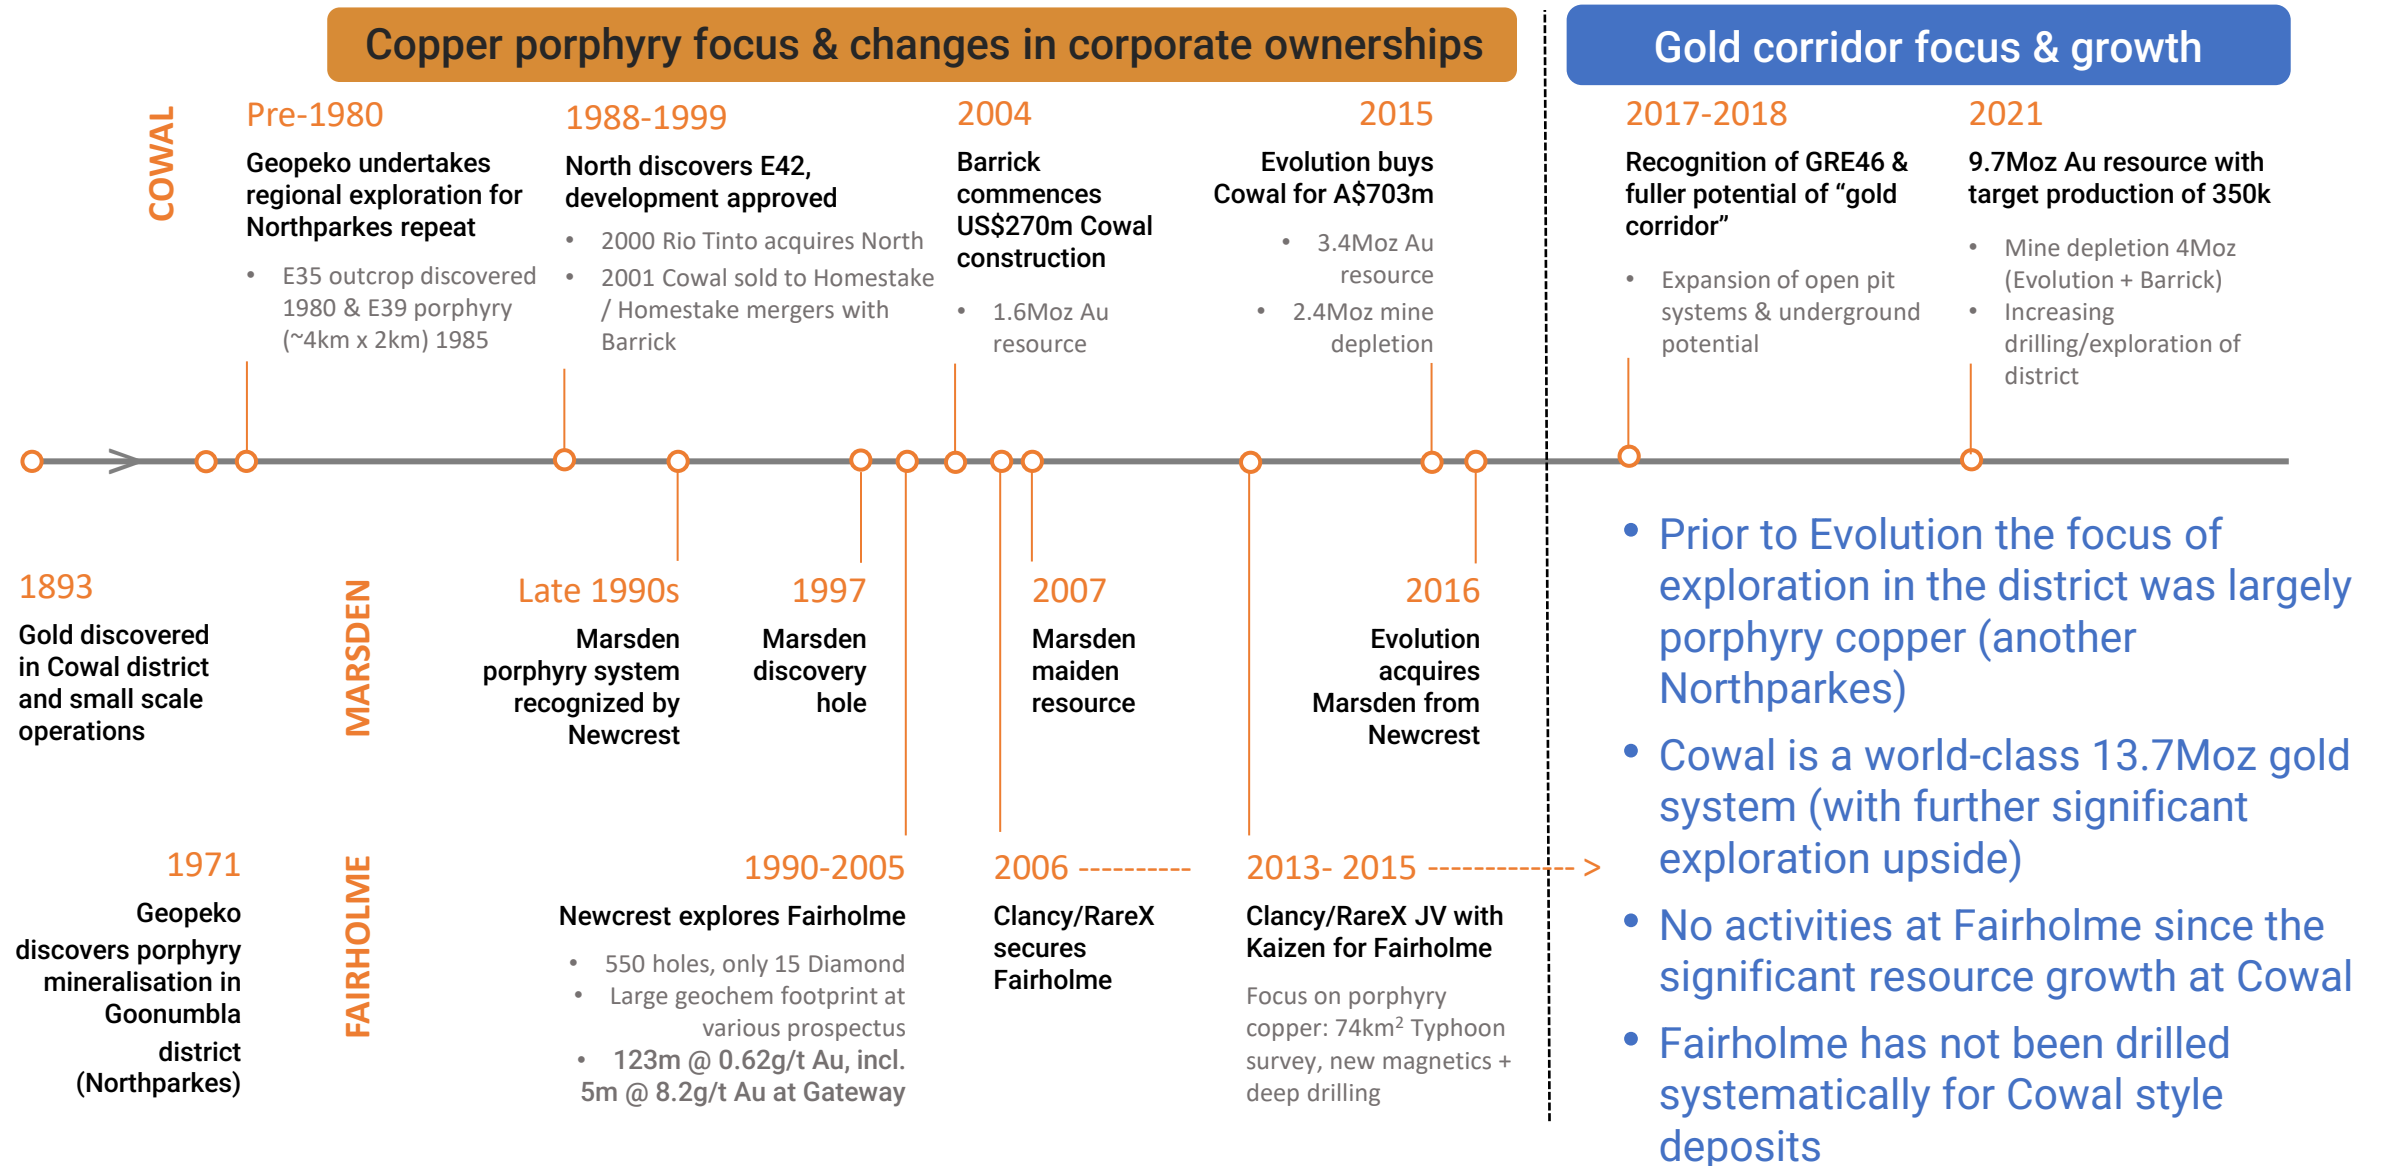 Copper porphyry focus & changes in corporate ownerships
Gold corridor focus & growth
COWAL
Pre-1980
Geopeko undertakes
regional exploration for
Northparkes repeat
• E35 outcrop discovered
1980 & E39 porphyry
(~4km x 2km) 1985
1988-1999
North discovers E42,
development approved
• 2000 Rio Tinto acquires North
• 2001 Cowal sold to Homestake
/ Homestake mergers with
Barrick
2004
Barrick
commences
US$270m Cowal
construction
• 1.6Moz Au
resource
2015
Evolution buys
Cowal for A$703m
• 3.4Moz Au
resource
• 2.4Moz mine
depletion
2017-2018
Recognition of GRE46 &
fuller potential of “gold
corridor”
• Expansion of open pit
systems & underground
potential
2021
9.7Moz Au resource with
target production of 350k
• Mine depletion 4Moz
(Evolution + Barrick)
• Increasing
drilling/exploration of
district
1893
Gold discovered
in Cowal district
and small scale
operations
MARSDEN
Late 1990s
Marsden
porphyry system
recognized by
Newcrest
1997
Marsden
discovery
hole
2007
Marsden
maiden
resource
2016
Evolution
acquires
Marsden from
Newcrest
1971
Geopeko
discovers porphyry
mineralisation in
Goonumbla
district
(Northparkes)
FAIRHOLME
1990-2005
Newcrest explores Fairholme
• 550 holes, only 15 Diamond
• Large geochem footprint at
various prospectus
• 123m @ 0.62g/t Au, incl.
5m @ 8.2g/t Au at Gateway
2006 ----------
Clancy/RareX
secures
Fairholme
2013- 2015 ------------- >
Clancy/RareX JV with
Kaizen for Fairholme
Focus on porphyry
copper: 74km² Typhoon
survey, new magnetics +
deep drilling
• Prior to Evolution the focus of
exploration in the district was largely
porphyry copper (another
Northparkes)
• Cowal is a world-class 13.7Moz gold
system (with further significant
exploration upside)
• No activities at Fairholme since the
significant resource growth at Cowal
• Fairholme has not been drilled
systematically for Cowal style
deposits